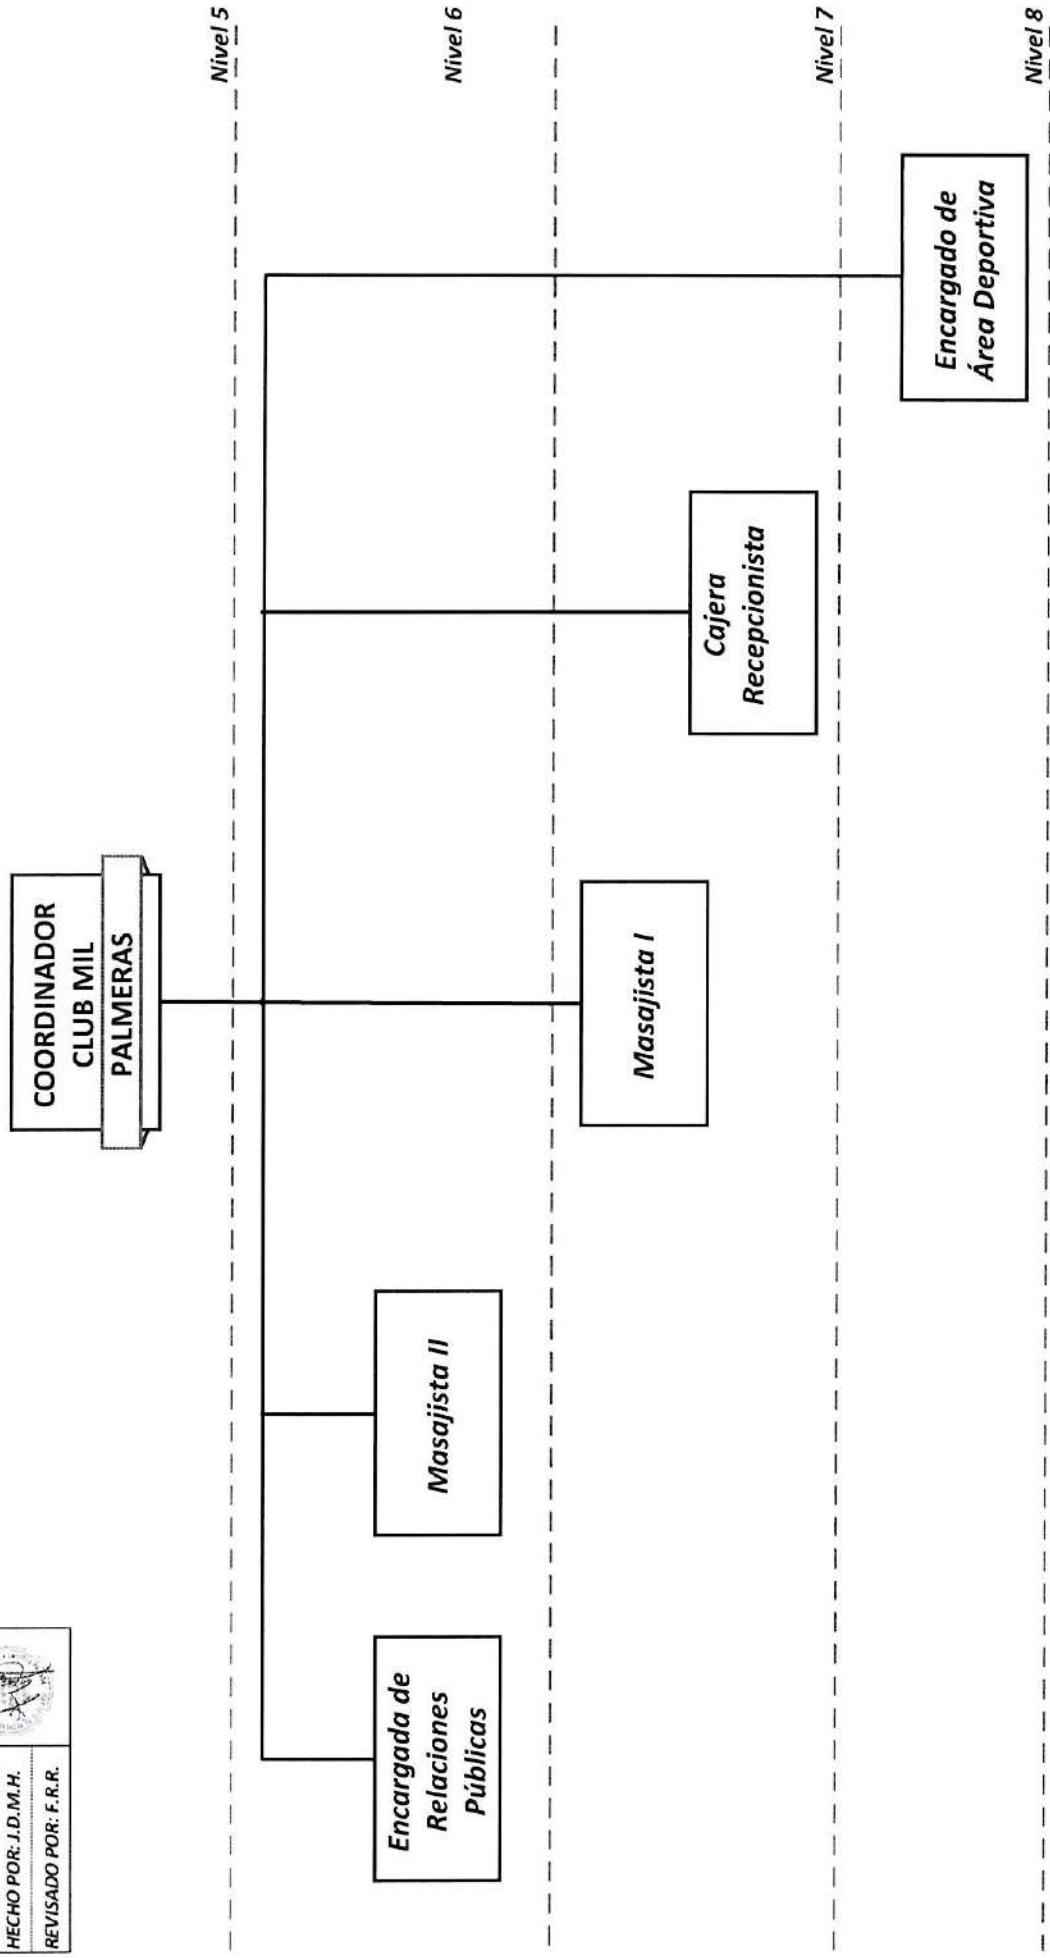 HECHO POR: J.D.M.H.
REVISADO POR: F.R.R.
COORDINADOR
CLUB MIL
PALMERAS
Nivel 5
Encargada de
Relaciones
Públicas
Masajista II
Nivel 6
Masajista I
Cajera
Recepcionista
Nivel 7
Encargado de
Área Deportiva
Nivel 8